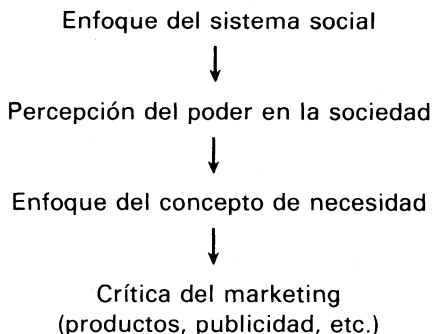 Enfoque del sistema social
Percepción del poder en la sociedad
Enfoque del concepto de necesidad
Crítica del marketing
(productos, publicidad, etc.)